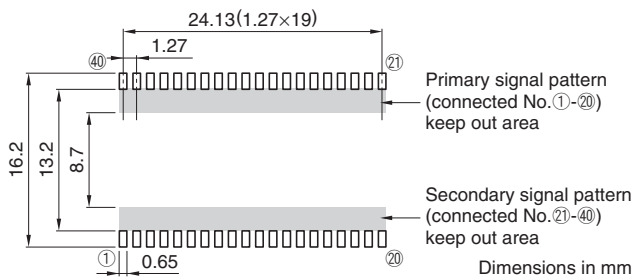 24.13(1.27×19)
㊵ 1.27 ㉑
Primary signal pattern
(connected No.①-⑳)
keep out area
16.2
13.2
8.7
Secondary signal pattern
(connected No.㉑-㊵)
keep out area
① 0.65 ⑳
Dimensions in mm